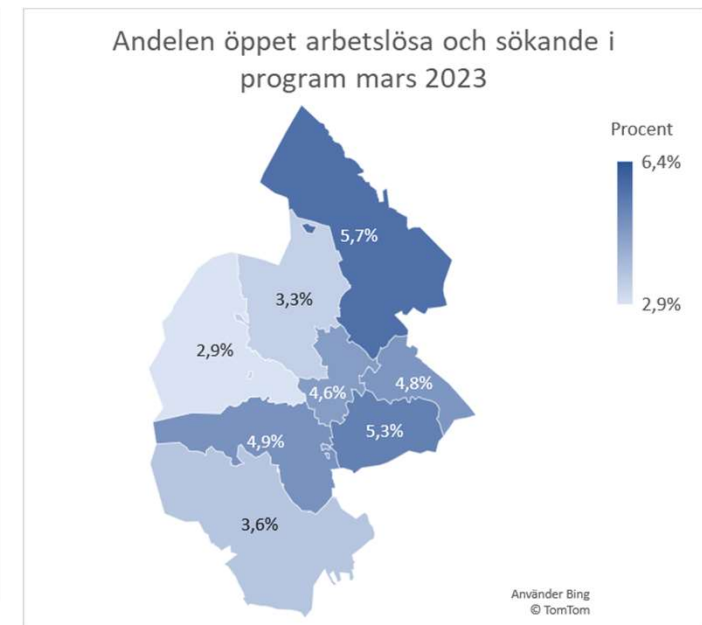 Andelen öppet arbetslösa och sökande i
program mars 2023
Procent
6,4%
2,9%
5,7%
3,3%
2,9%
4,6%
4,8%
4,9%
5,3%
3,6%
Använder Bing
© TomTom